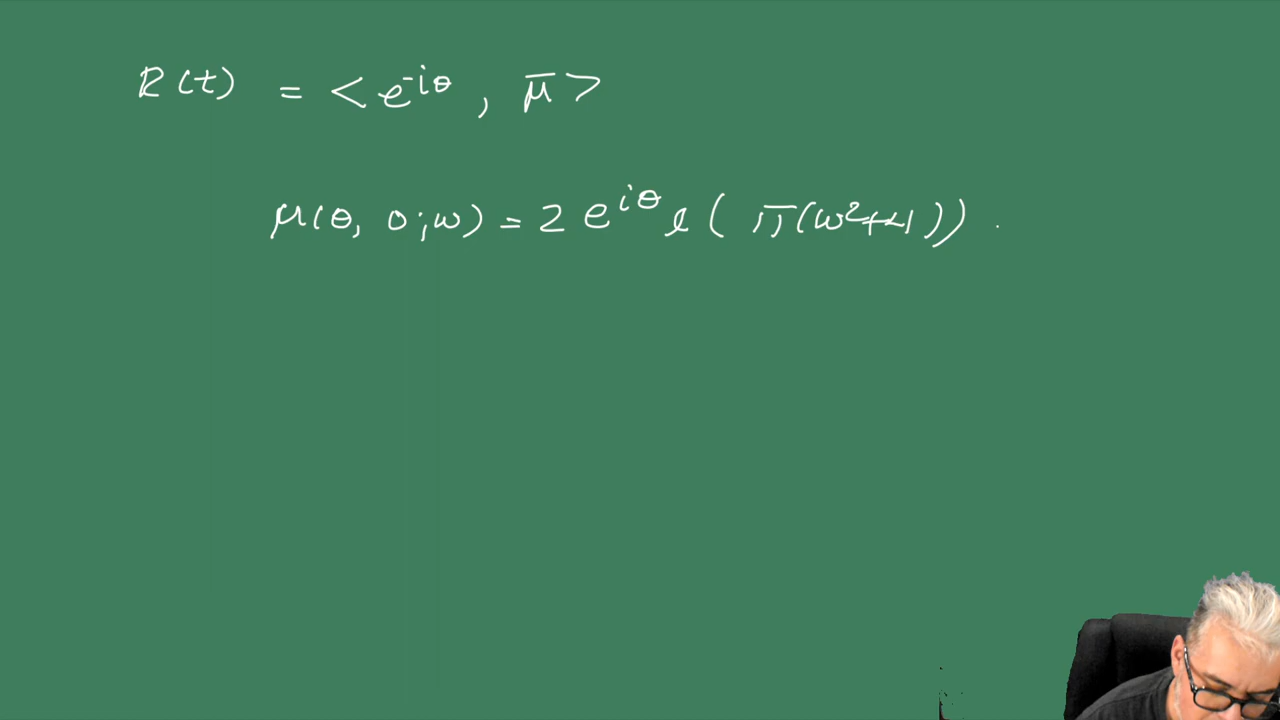 R(t) = < e^{-iθ}, μ̄ >
μ(θ, 0; ω) = 2 e^{iθ} l ( π(ω²+1)) .